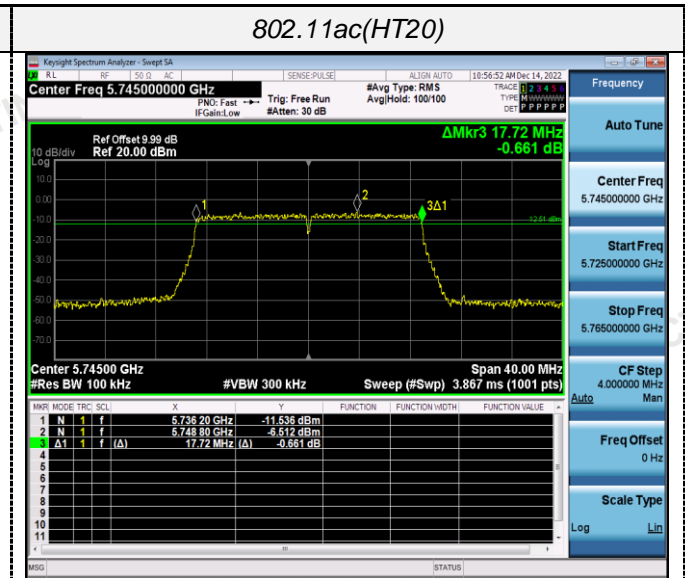 802.11ac(HT20)
Keysight Spectrum Analyzer - Swept SA
RL RF 50 Ω AC SENSE:PULSE ALIGN AUTO 10:56:52 AM Dec 14, 2022
Center Freq 5.745000000 GHz
PNO: Fast
IFGain:Low
Trig: Free Run
#Atten: 30 dB
#Avg Type: RMS
Avg|Hold: 100/100
TRACE 1 2 3 4 5 6
TYPE M WWWWW
DET P P P P P P
Ref Offset 9.99 dB
10 dB/div Ref 20.00 dBm
Log
ΔMkr3 17.72 MHz
-0.661 dB
10.0
0.00
-10.0
-20.0
-30.0
-40.0
-50.0
-60.0
-70.0
1
2
3Δ1
-12.51 dBm
Center 5.74500 GHz Span 40.00 MHz
#Res BW 100 kHz #VBW 300 kHz Sweep (#Swp) 3.867 ms (1001 pts)
MKR MODE TRC SCL X Y FUNCTION FUNCTION WIDTH FUNCTION VALUE
1 N 1 f 5.736 20 GHz -11.536 dBm
2 N 1 f 5.748 80 GHz -6.512 dBm
3 Δ1 1 f (Δ) 17.72 MHz (Δ) -0.661 dB
4
5
6
7
8
9
10
11
MSG STATUS
Frequency
Auto Tune
Center Freq
5.745000000 GHz
Start Freq
5.725000000 GHz
Stop Freq
5.765000000 GHz
CF Step
4.000000 MHz
Auto Man
Freq Offset
0 Hz
Scale Type
Log Lin